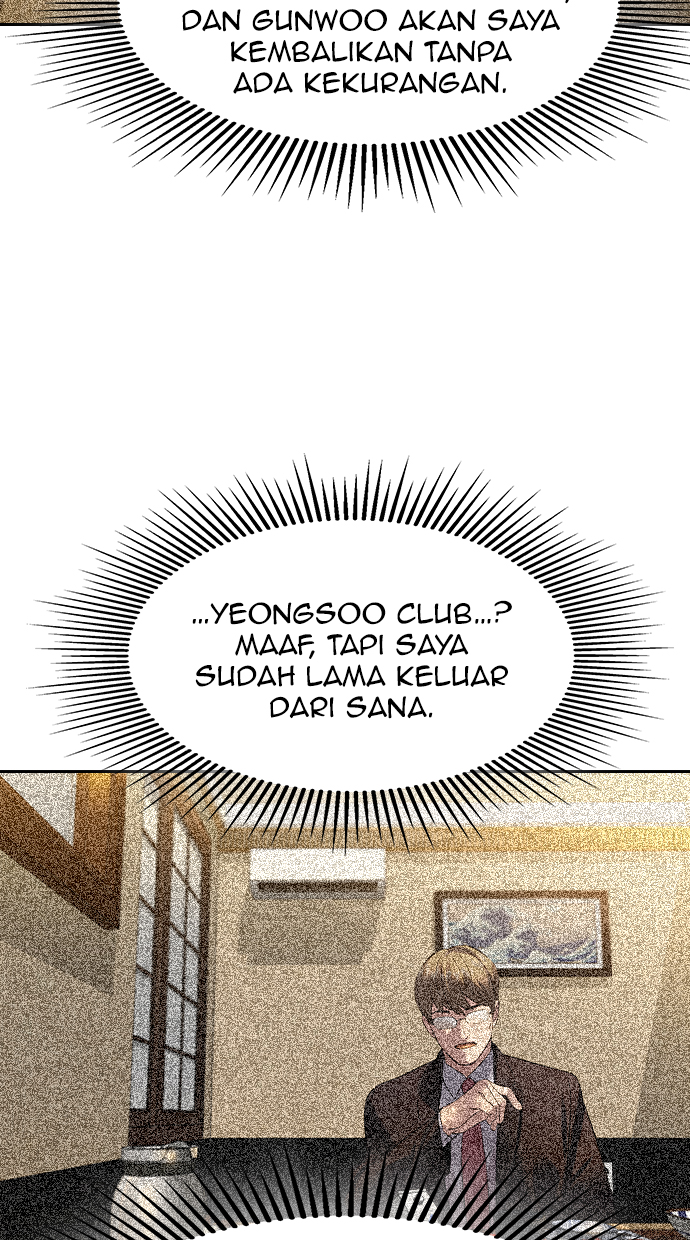 DAN GUNWOO AKAN SAYA
KEMBALIKAN TANPA
ADA KEKURANGAN.
...YEONGSOO CLUB...?
MAAF, TAPI SAYA
SUDAH LAMA KELUAR
DARI SANA.